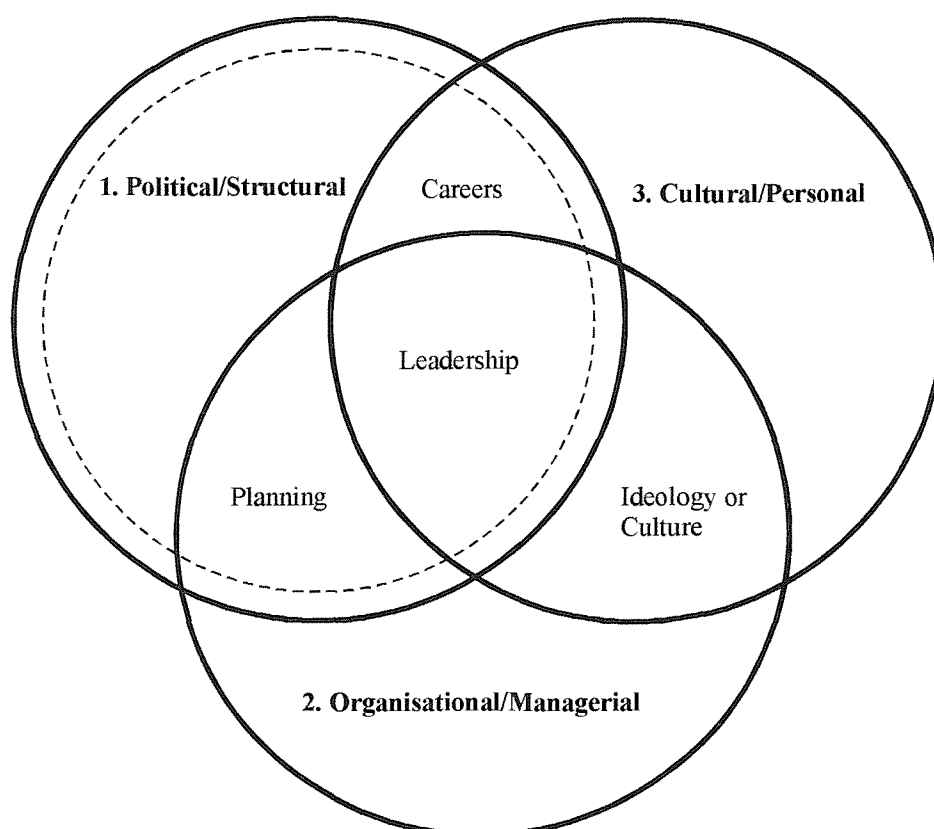 1. Political/Structural
Careers
3. Cultural/Personal
Leadership
Planning
Ideology or
Culture
2. Organisational/Managerial